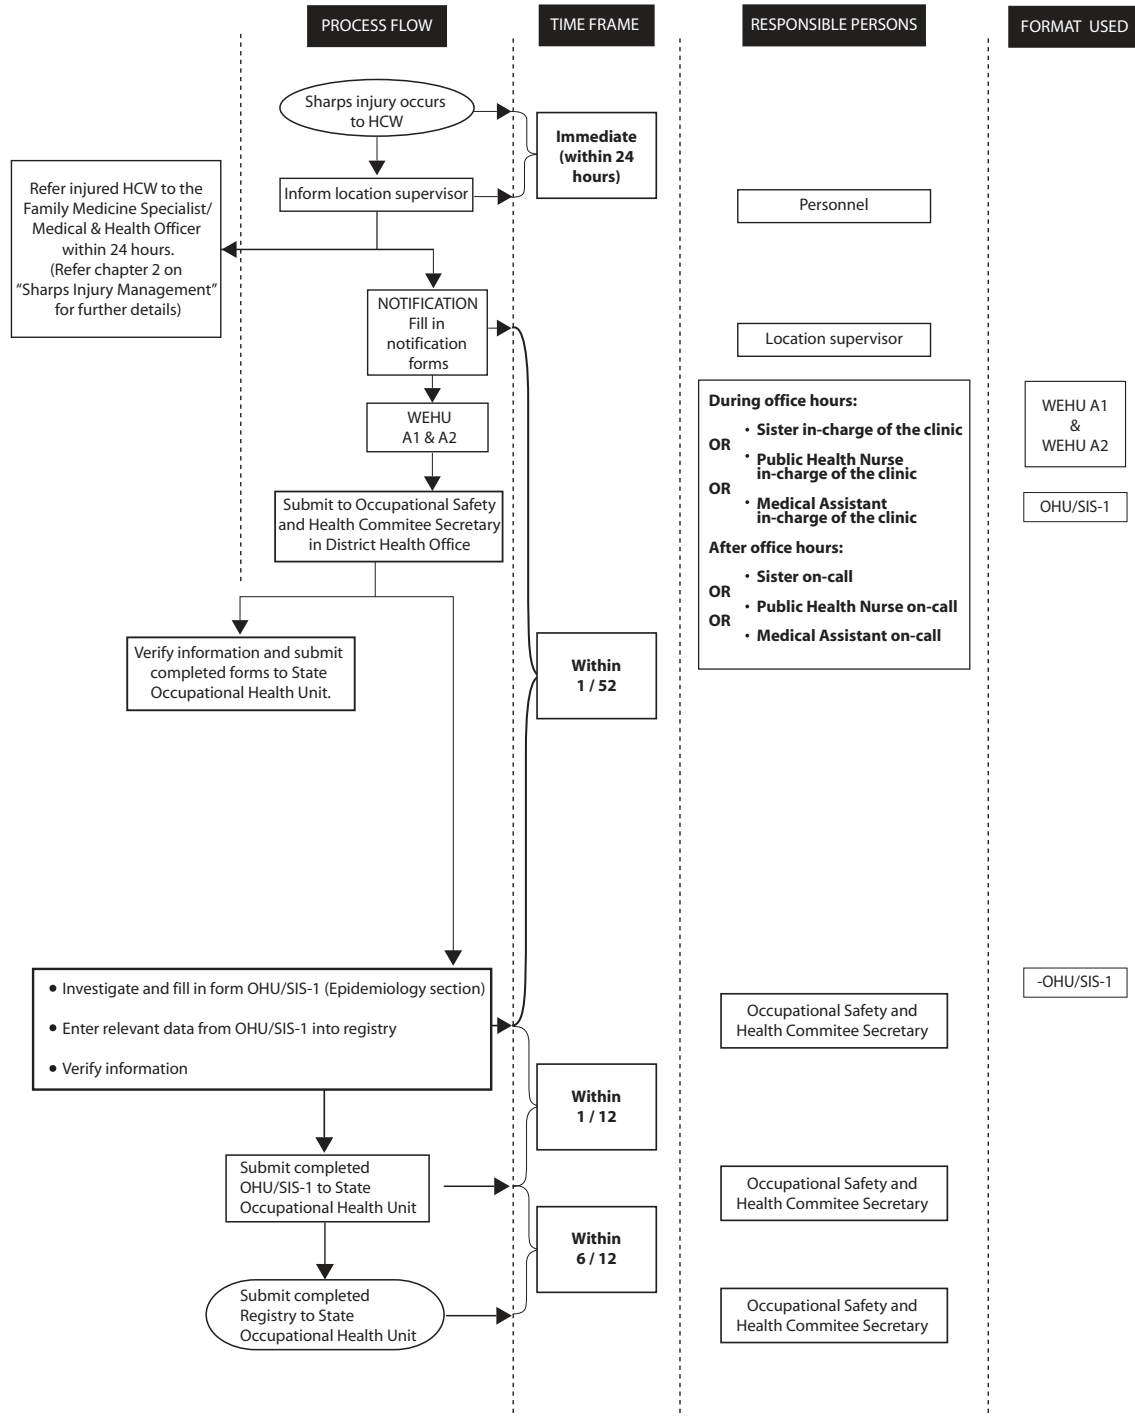 PROCESS FLOW
TIME FRAME
RESPONSIBLE PERSONS
FORMAT USED
Sharps injury occurs
to HCW
Immediate
(within 24
hours)
Refer injured HCW to the
Family Medicine Specialist/
Medical & Health Officer
within 24 hours.
(Refer chapter 2 on
“Sharps Injury Management”
for further details)
Inform location supervisor
Personnel
NOTIFICATION
Fill in
notification
forms
Location supervisor
WEHU
A1 & A2
During office hours:
• Sister in-charge of the clinic
OR
• Public Health Nurse
in-charge of the clinic
OR
• Medical Assistant
in-charge of the clinic
After office hours:
• Sister on-call
OR
• Public Health Nurse on-call
OR
• Medical Assistant on-call
WEHU A1
&
WEHU A2
OHU/SIS-1
Submit to Occupational Safety
and Health Commitee Secretary
in District Health Office
Verify information and submit
completed forms to State
Occupational Health Unit.
Within
1 / 52
• Investigate and fill in form OHU/SIS-1 (Epidemiology section)
• Enter relevant data from OHU/SIS-1 into registry
• Verify information
Occupational Safety and
Health Commitee Secretary
-OHU/SIS-1
Within
1 / 12
Submit completed
OHU/SIS-1 to State
Occupational Health Unit
Occupational Safety and
Health Commitee Secretary
Within
6 / 12
Submit completed
Registry to State
Occupational Health Unit
Occupational Safety and
Health Commitee Secretary